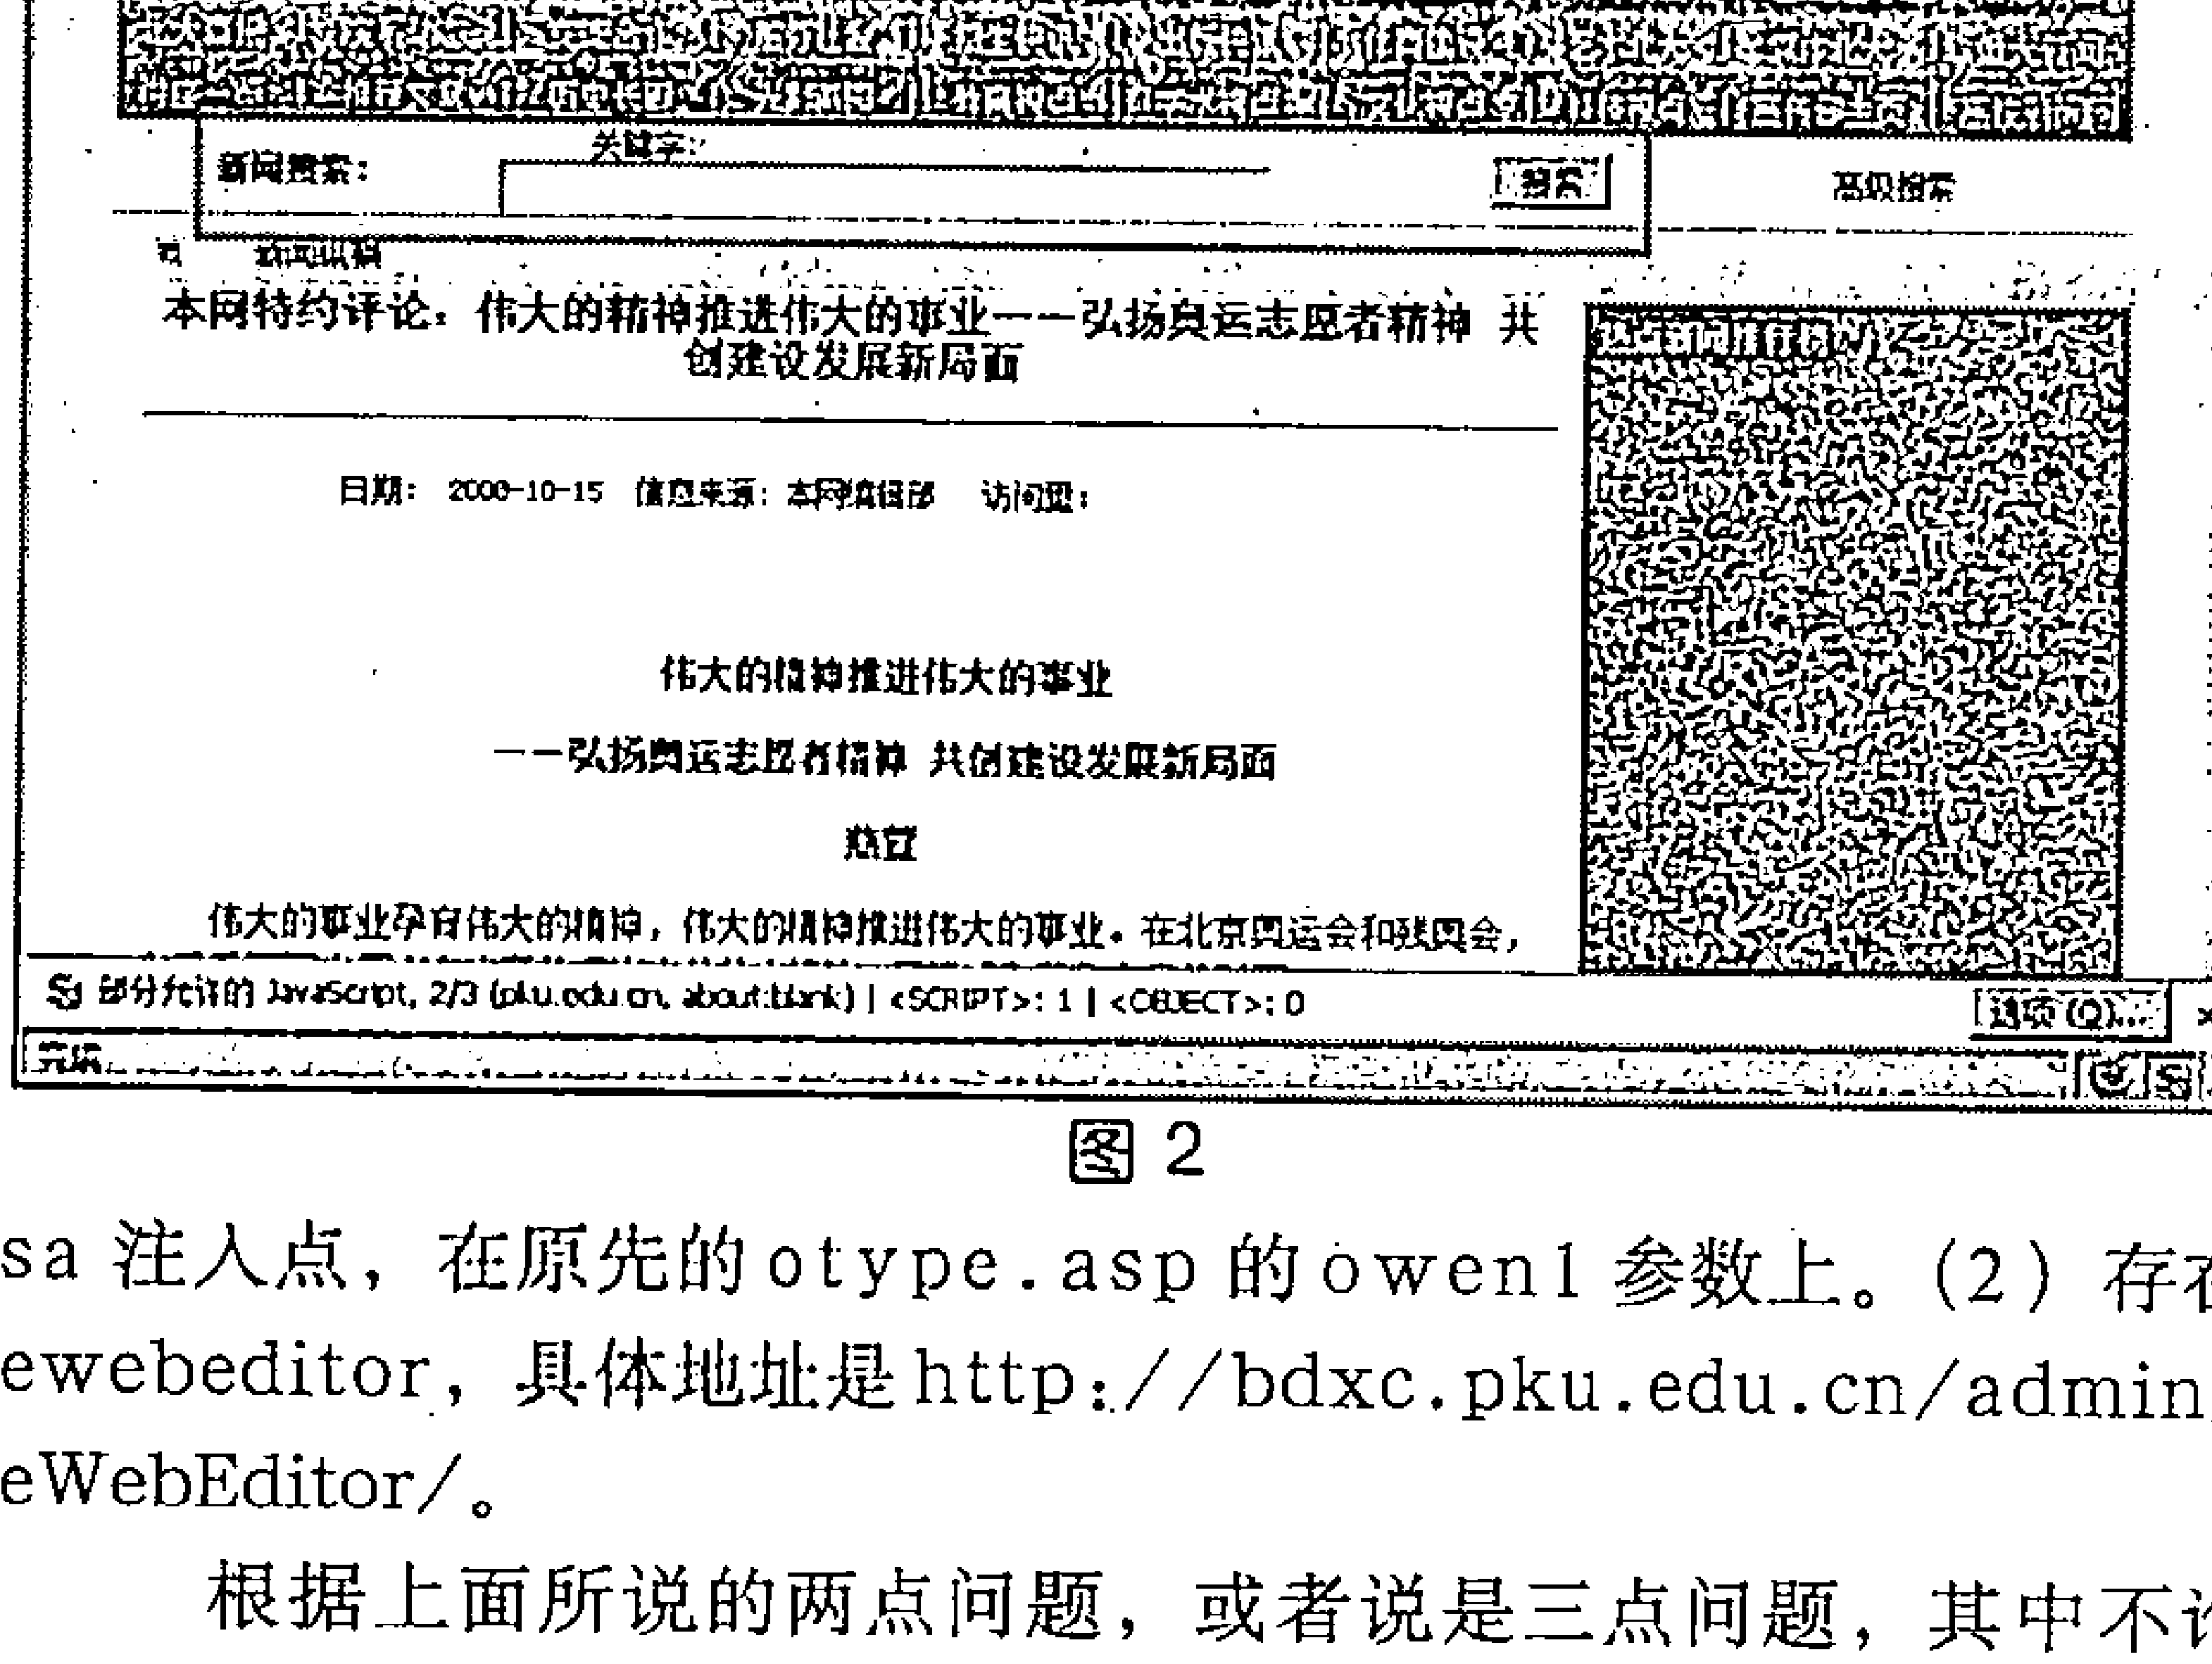 关键字:
新闻搜索:
搜索
高级搜索
本网特约评论：伟大的精神推进伟大的事业——弘扬奥运志愿者精神 共
创建设发展新局面
日期： 2000-10-15 信息来源: 本网编辑部 访问量:
伟大的精神推进伟大的事业
——弘扬奥运志愿者精神 共创建设发展新局面
伟大的事业孕育伟大的精神，伟大的精神推进伟大的事业。在北京奥运会和残奥会，
部分允许的 JavaScript, 2/3 (pku.edu.cn, about:blank) | <SCRIPT>: 1 | <OBJECT>: 0
选项 (O)...
完成
图 2
sa 注入点，在原先的 otype.asp 的 owen1 参数上。(2) 存在
ewebeditor，具体地址是 http://bdxc.pku.edu.cn/admin/
eWebEditor/。
根据上面所说的两点问题，或者说是三点问题，其中不